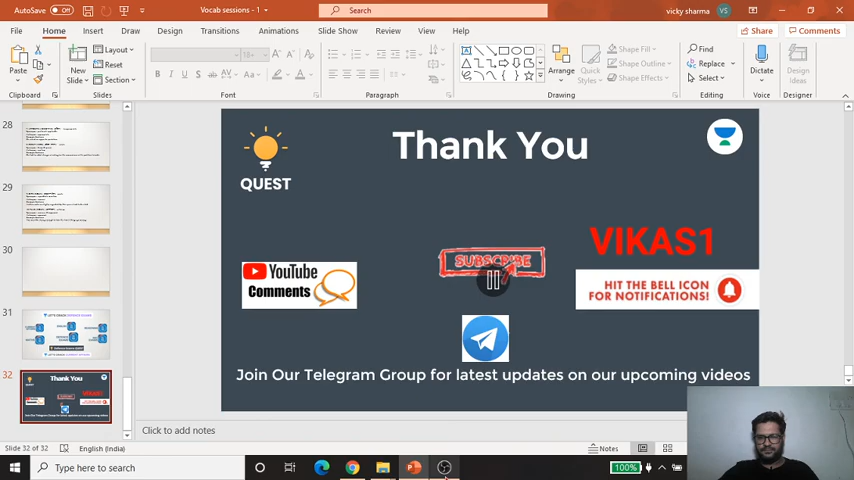 AutoSave Off
Vocab sessions - 1
Search
vicky sharma
VS
File Home Insert Draw Design Transitions Animations Slide Show Review View Help
Share
Comments
Paste
New
Slide
Layout
Reset
Section
Arrange
Quick
Styles
Shape Fill
Shape Outline
Shape Effects
Find
Replace
Select
Dictate
Design
Ideas
Clipboard
Slides
Font
Paragraph
Drawing
Editing
Voice
Designer
28
29
30
31
32
Thank You
QUEST
YouTube
Comments
SUBSCRIBE
VIKAS1
HIT THE BELL ICON
FOR NOTIFICATIONS!
Join Our Telegram Group for latest updates on our upcoming videos
Click to add notes
Slide 32 of 32
English (India)
Notes
Type here to search
100%